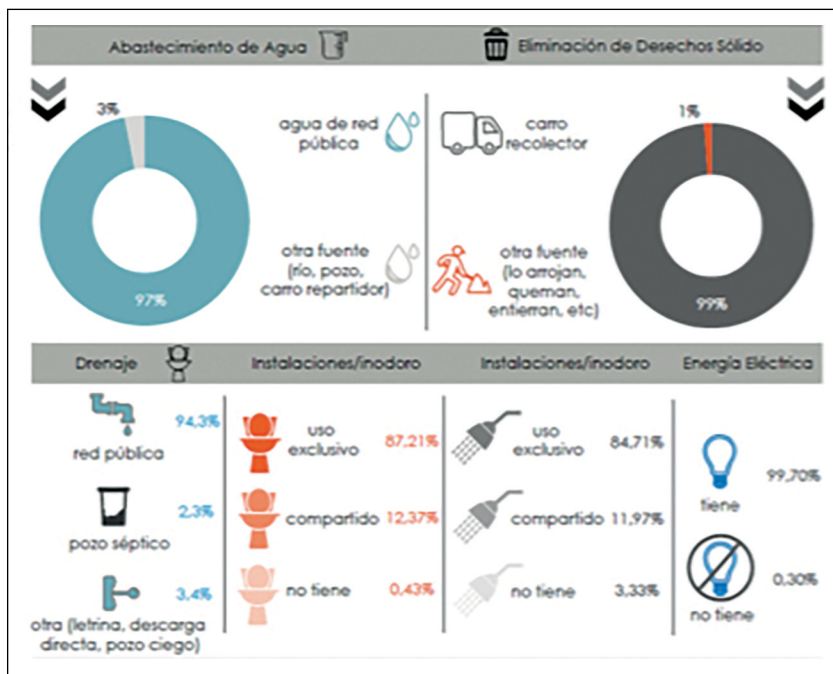 Abastecimiento de Agua
Eliminación de Desechos Sólido
3%
agua de red
pública
otra fuente
(río, pozo,
carro repartidor)
97%
carro
recolector
1%
otra fuente
(lo arrojan,
queman,
entierran, etc)
99%
Drenaje
Instalaciones/inodoro
Instalaciones/inodoro
Energía Eléctrica
94,3%
red pública
2,3%
pozo séptico
3,4%
otra (letrina, descarga
directa, pozo ciego)
uso
exclusivo 87,21%
compartido 12,37%
no tiene 0,43%
uso
exclusivo 84,71%
compartido 11,97%
no tiene 3,33%
99,70%
tiene
0,30%
no tiene